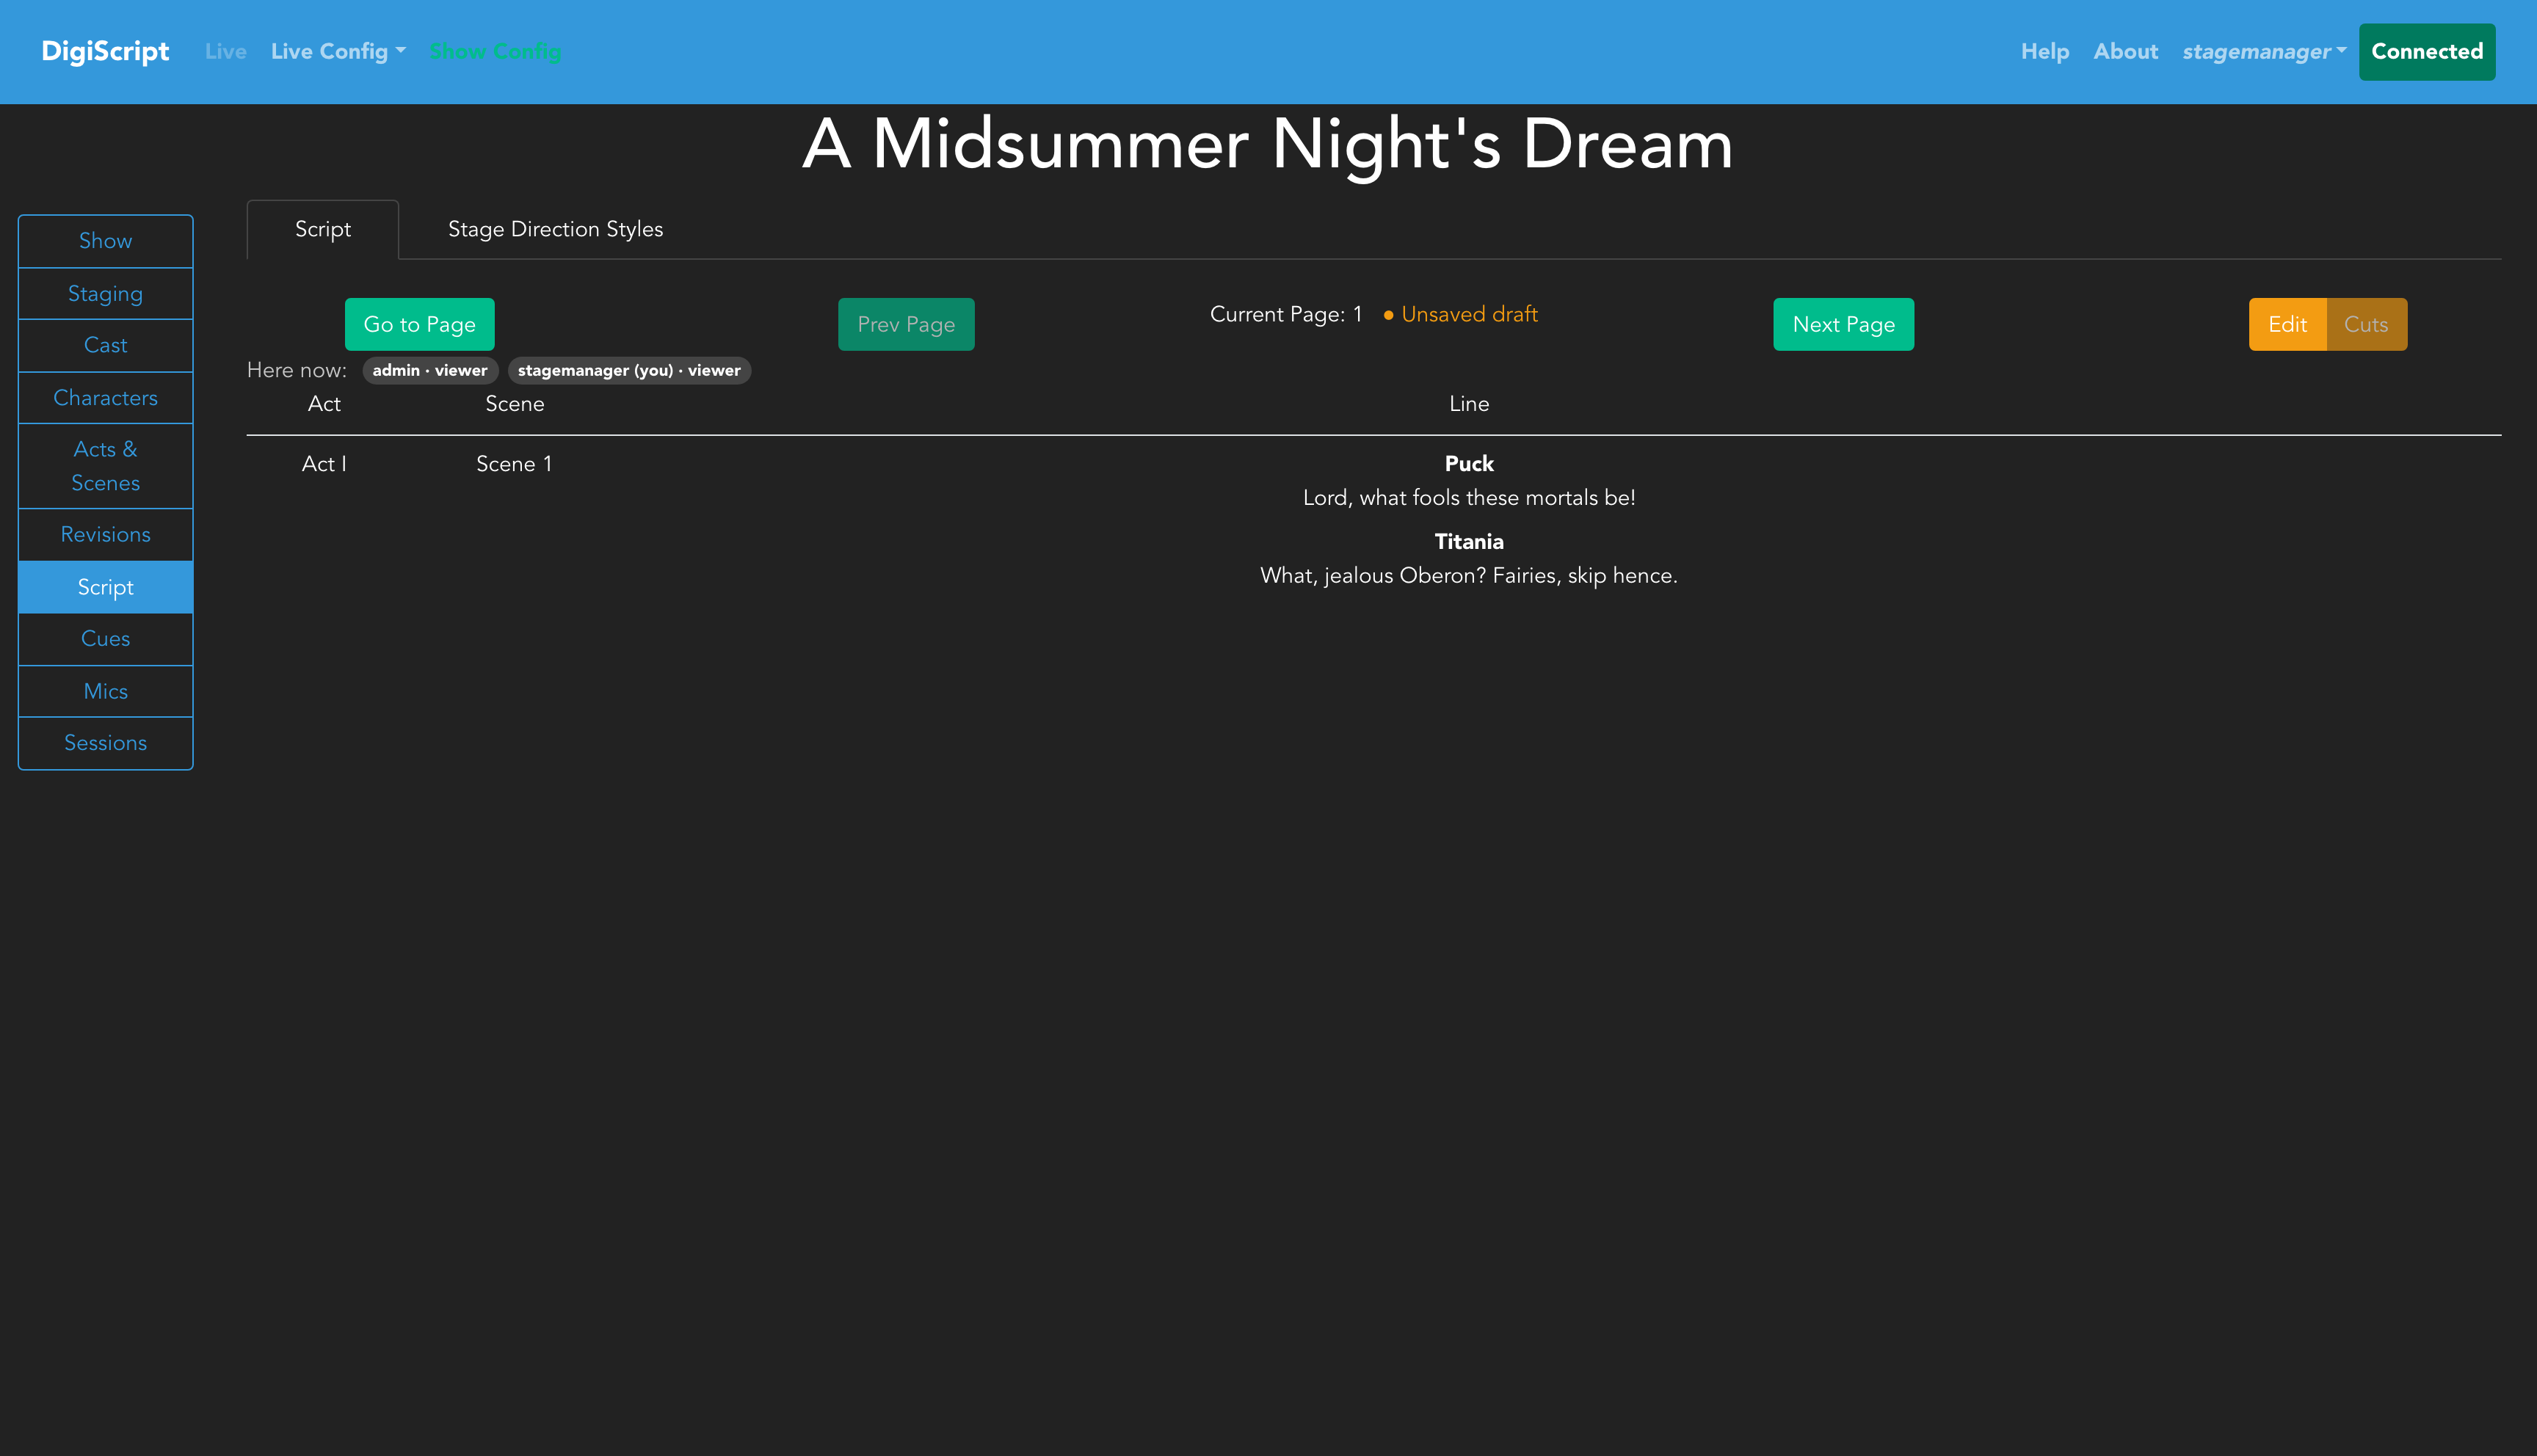 DigiScript Live Live Config Show Config Help About stagemanager Connected
A Midsummer Night's Dream
Show
Staging
Cast
Characters
Acts &
Scenes
Revisions
Script
Cues
Mics
Sessions
Script Stage Direction Styles
Go to Page Prev Page Current Page: 1 ● Unsaved draft Next Page Edit Cuts
Here now: admin · viewer stagemanager (you) · viewer
Act Scene Line
Act I Scene 1 Puck
Lord, what fools these mortals be!
Titania
What, jealous Oberon? Fairies, skip hence.